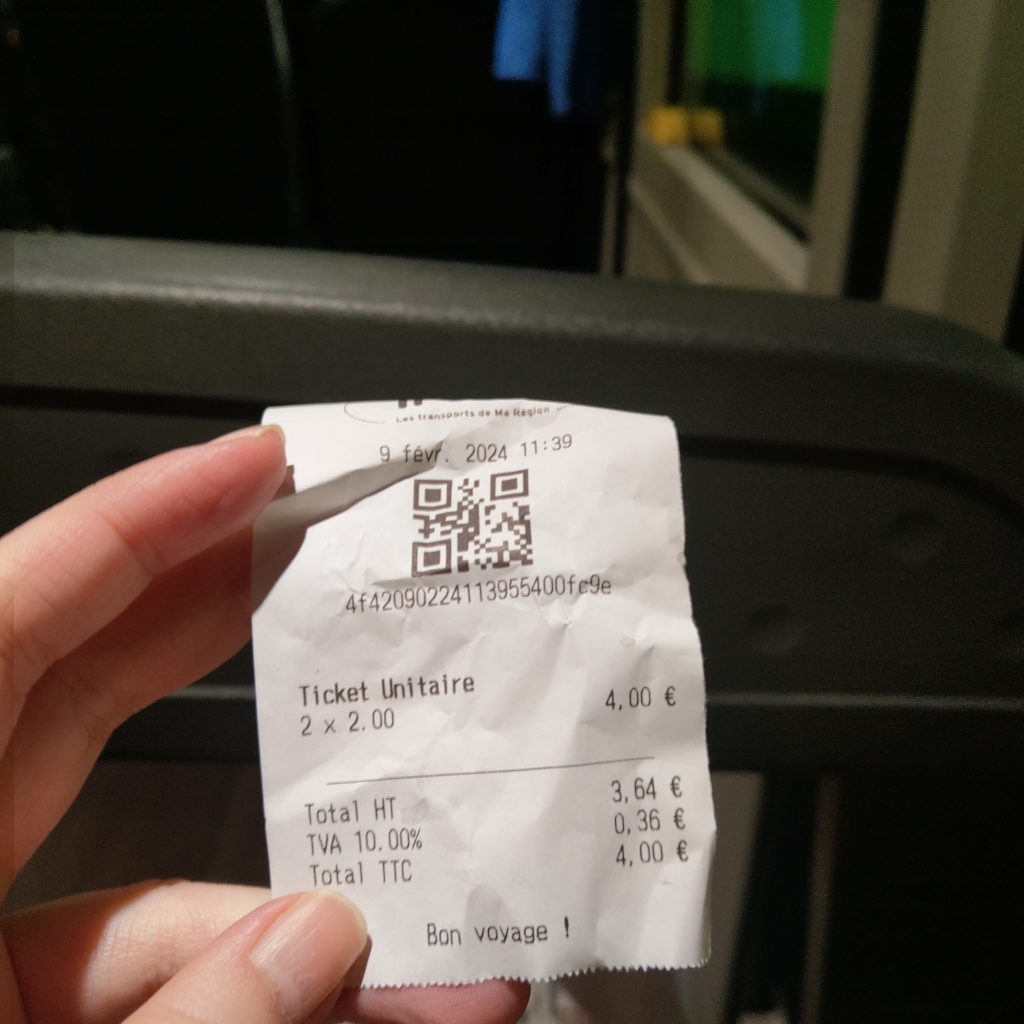 Les transports de Ma Région
9 févr. 2024 11:39
4f42090224113955400fc9e
Ticket Unitaire
2 x 2.00 4,00 €
Total HT 3,64 €
TVA 10.00% 0,36 €
Total TTC 4,00 €
Bon voyage !